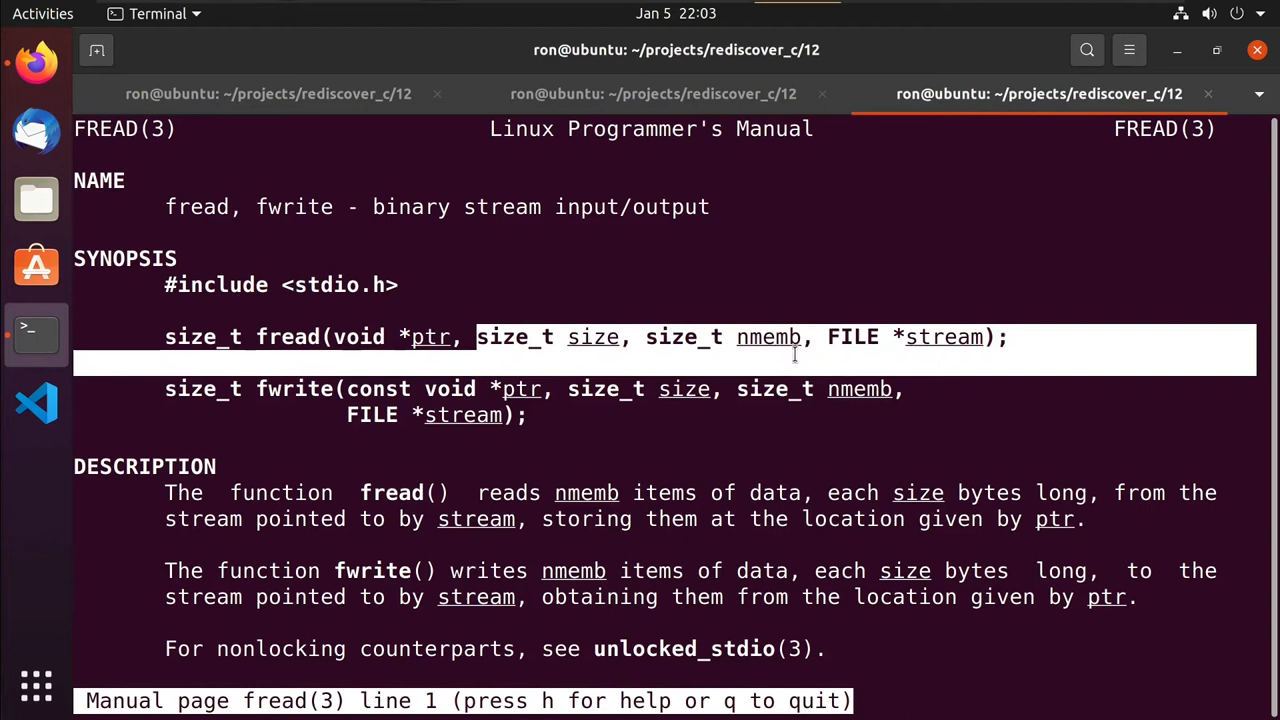 Activities Terminal Jan 5 22:03
ron@ubuntu: ~/projects/rediscover_c/12
ron@ubuntu: ~/projects/rediscover_c/12 ron@ubuntu: ~/projects/rediscover_c/12 ron@ubuntu: ~/projects/rediscover_c/12
FREAD(3) Linux Programmer's Manual FREAD(3)
NAME
fread, fwrite - binary stream input/output
SYNOPSIS
#include <stdio.h>
size_t fread(void *ptr, size_t size, size_t nmemb, FILE *stream);
size_t fwrite(const void *ptr, size_t size, size_t nmemb,
FILE *stream);
DESCRIPTION
The function fread() reads nmemb items of data, each size bytes long, from the
stream pointed to by stream, storing them at the location given by ptr.
The function fwrite() writes nmemb items of data, each size bytes long, to the
stream pointed to by stream, obtaining them from the location given by ptr.
For nonlocking counterparts, see unlocked_stdio(3).
Manual page fread(3) line 1 (press h for help or q to quit)